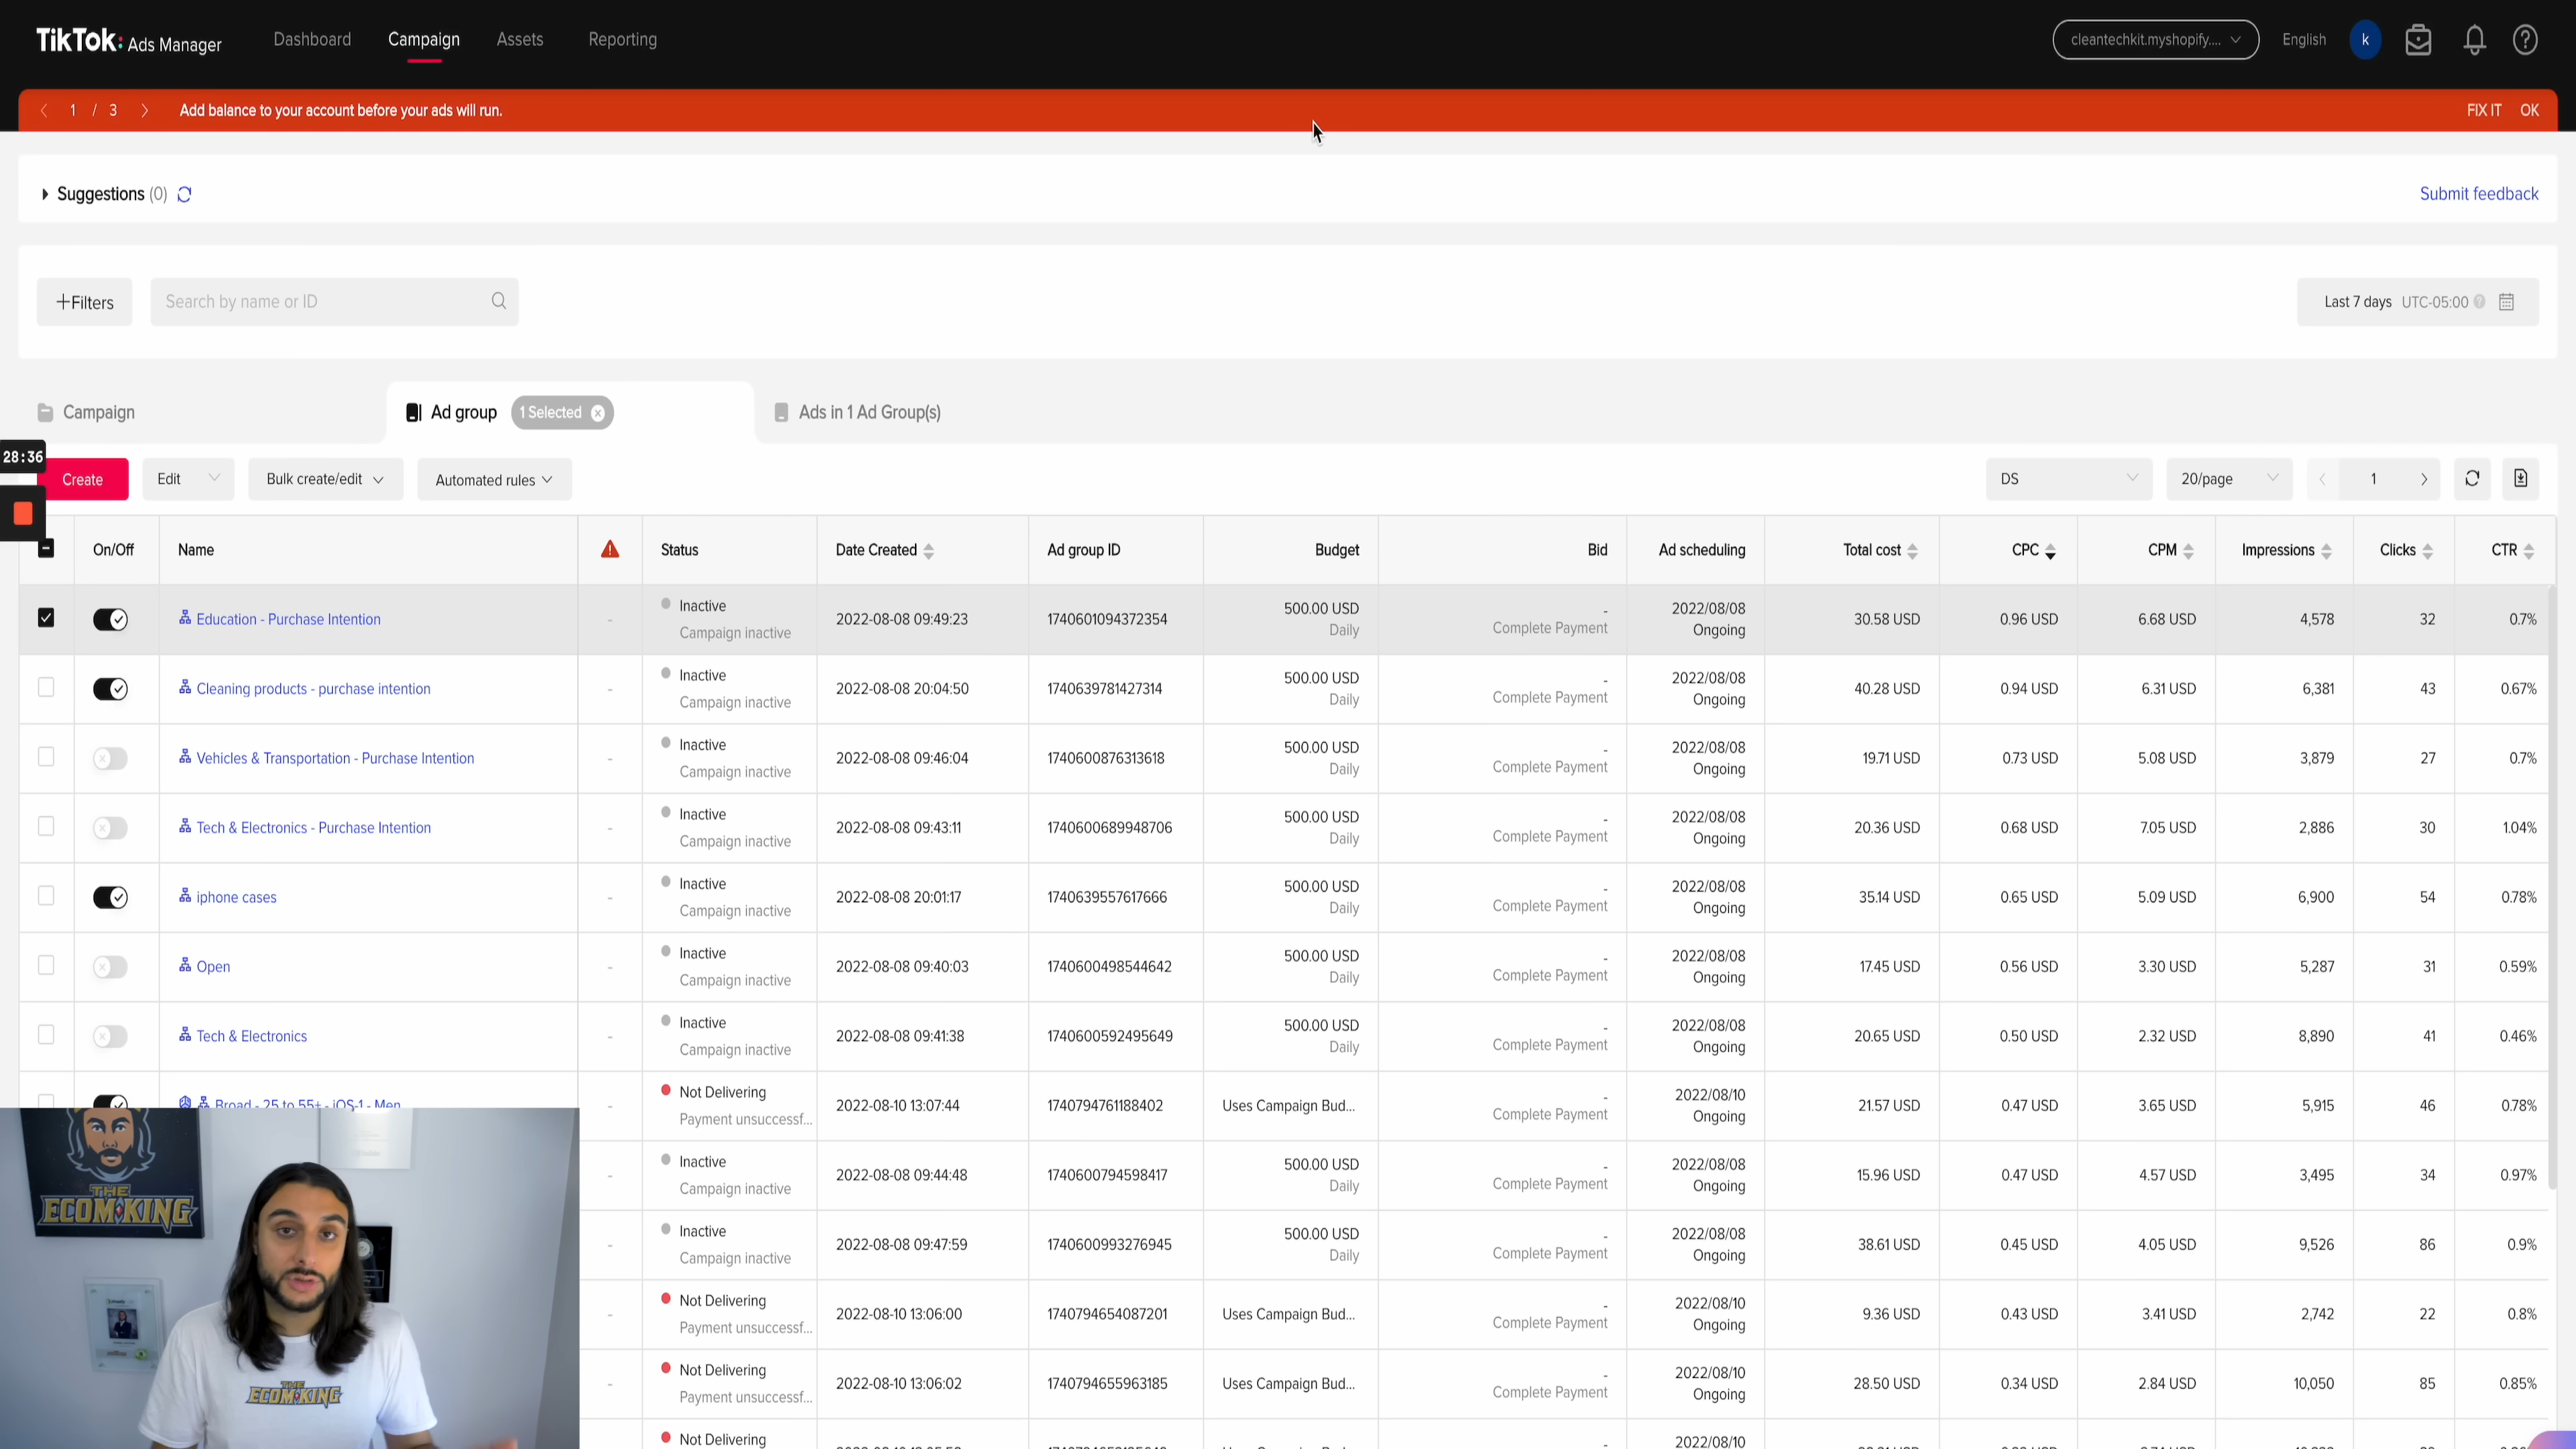 TikTok: Ads Manager Dashboard Campaign Assets Reporting cleantechkit.myshopify.... English k
1 / 3 Add balance to your account before your ads will run. FIX IT OK
Suggestions (0) Submit feedback
+Filters Search by name or ID Last 7 days UTC-05:00
Campaign Ad group 1 Selected Ads in 1 Ad Group(s)
28:36
Create Edit Bulk create/edit Automated rules DS 20/page 1
On/Off Name Status Date Created Ad group ID Budget Bid Ad scheduling Total cost CPC CPM Impressions Clicks CTR
Education - Purchase Intention - Inactive 2022-08-08 09:49:23 1740601094372354 500.00 USD - 2022/08/08 30.58 USD 0.96 USD 6.68 USD 4,578 32 0.7%
Campaign inactive Daily Complete Payment Ongoing
Cleaning products - purchase intention - Inactive 2022-08-08 20:04:50 1740639781427314 500.00 USD - 2022/08/08 40.28 USD 0.94 USD 6.31 USD 6,381 43 0.67%
Campaign inactive Daily Complete Payment Ongoing
Vehicles & Transportation - Purchase Intention - Inactive 2022-08-08 09:46:04 1740600876313618 500.00 USD - 2022/08/08 19.71 USD 0.73 USD 5.08 USD 3,879 27 0.7%
Campaign inactive Daily Complete Payment Ongoing
Tech & Electronics - Purchase Intention - Inactive 2022-08-08 09:43:11 1740600689948706 500.00 USD - 2022/08/08 20.36 USD 0.68 USD 7.05 USD 2,886 30 1.04%
Campaign inactive Daily Complete Payment Ongoing
iphone cases - Inactive 2022-08-08 20:01:17 1740639557617666 500.00 USD - 2022/08/08 35.14 USD 0.65 USD 5.09 USD 6,900 54 0.78%
Campaign inactive Daily Complete Payment Ongoing
Open - Inactive 2022-08-08 09:40:03 1740600498544642 500.00 USD - 2022/08/08 17.45 USD 0.56 USD 3.30 USD 5,287 31 0.59%
Campaign inactive Daily Complete Payment Ongoing
Tech & Electronics - Inactive 2022-08-08 09:41:38 1740600592495649 500.00 USD - 2022/08/08 20.65 USD 0.50 USD 2.32 USD 8,890 41 0.46%
Campaign inactive Daily Complete Payment Ongoing
Broad - 25 to 55+ - iOS-1 - Men - Not Delivering 2022-08-10 13:07:44 1740794761188402 Uses Campaign Bud... - 2022/08/10 21.57 USD 0.47 USD 3.65 USD 5,915 46 0.78%
Payment unsuccessf... Complete Payment Ongoing
- Inactive 2022-08-08 09:44:48 1740600794598417 500.00 USD - 2022/08/08 15.96 USD 0.47 USD 4.57 USD 3,495 34 0.97%
Campaign inactive Daily Complete Payment Ongoing
- Inactive 2022-08-08 09:47:59 1740600993276945 500.00 USD - 2022/08/08 38.61 USD 0.45 USD 4.05 USD 9,526 86 0.9%
Campaign inactive Daily Complete Payment Ongoing
- Not Delivering 2022-08-10 13:06:00 1740794654087201 Uses Campaign Bud... - 2022/08/10 9.36 USD 0.43 USD 3.41 USD 2,742 22 0.8%
Payment unsuccessf... Complete Payment Ongoing
- Not Delivering 2022-08-10 13:06:02 1740794655963185 Uses Campaign Bud... - 2022/08/10 28.50 USD 0.34 USD 2.84 USD 10,050 85 0.85%
Payment unsuccessf... Complete Payment Ongoing
Not Delivering - 2022/08/10
THE
ECOM KING
THE
ECOM KING